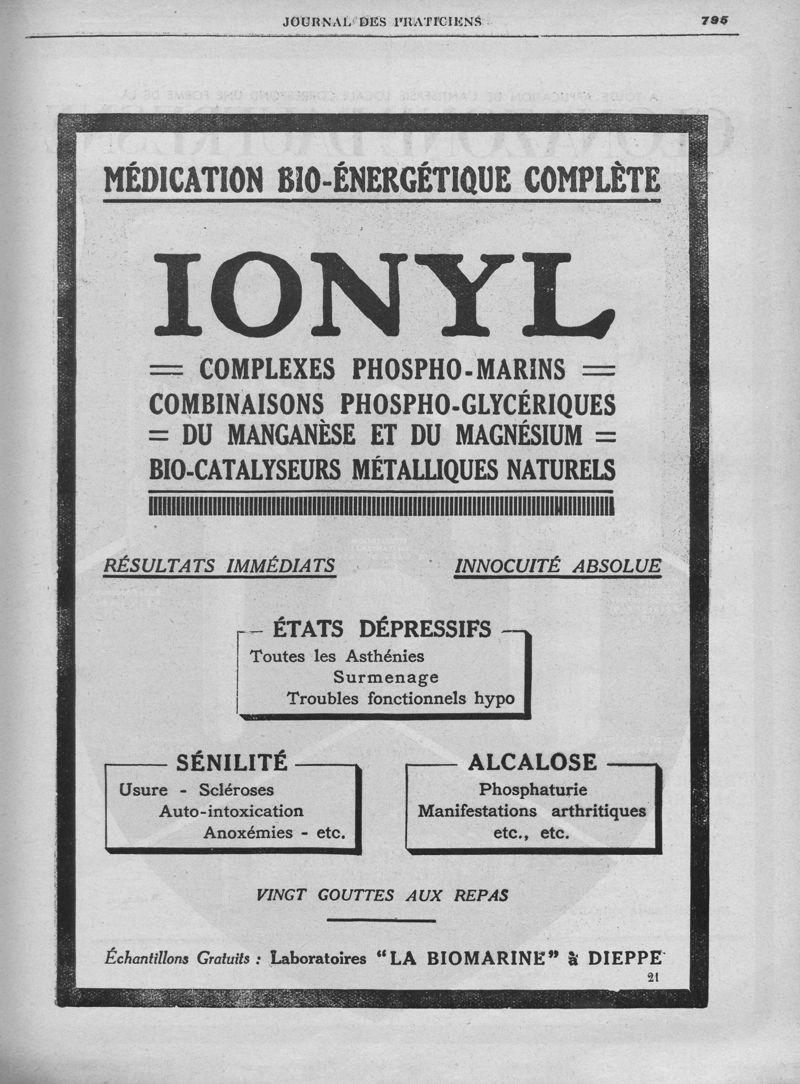 JOURNAL DES PRATICIENS
795
MÉDICATION BIO-ÉNERGÉTIQUE COMPLÈTE
IONYL
= COMPLEXES PHOSPHO-MARINS =
COMBINAISONS PHOSPHO-GLYCÉRIQUES
= DU MANGANÈSE ET DU MAGNÉSIUM =
BIO-CATALYSEURS MÉTALLIQUES NATURELS
RÉSULTATS IMMÉDIATS
INNOCUITÉ ABSOLUE
ÉTATS DÉPRESSIFS
Toutes les Asthénies
Surmenage
Troubles fonctionnels hypo
SÉNILITÉ
Usure - Scléroses
Auto-intoxication
Anoxémies - etc.
ALCALOSE
Phosphaturie
Manifestations arthritiques
etc., etc.
VINGT GOUTTES AUX REPAS
Échantillons Gratuits : Laboratoires “LA BIOMARINE” à DIEPPE
21